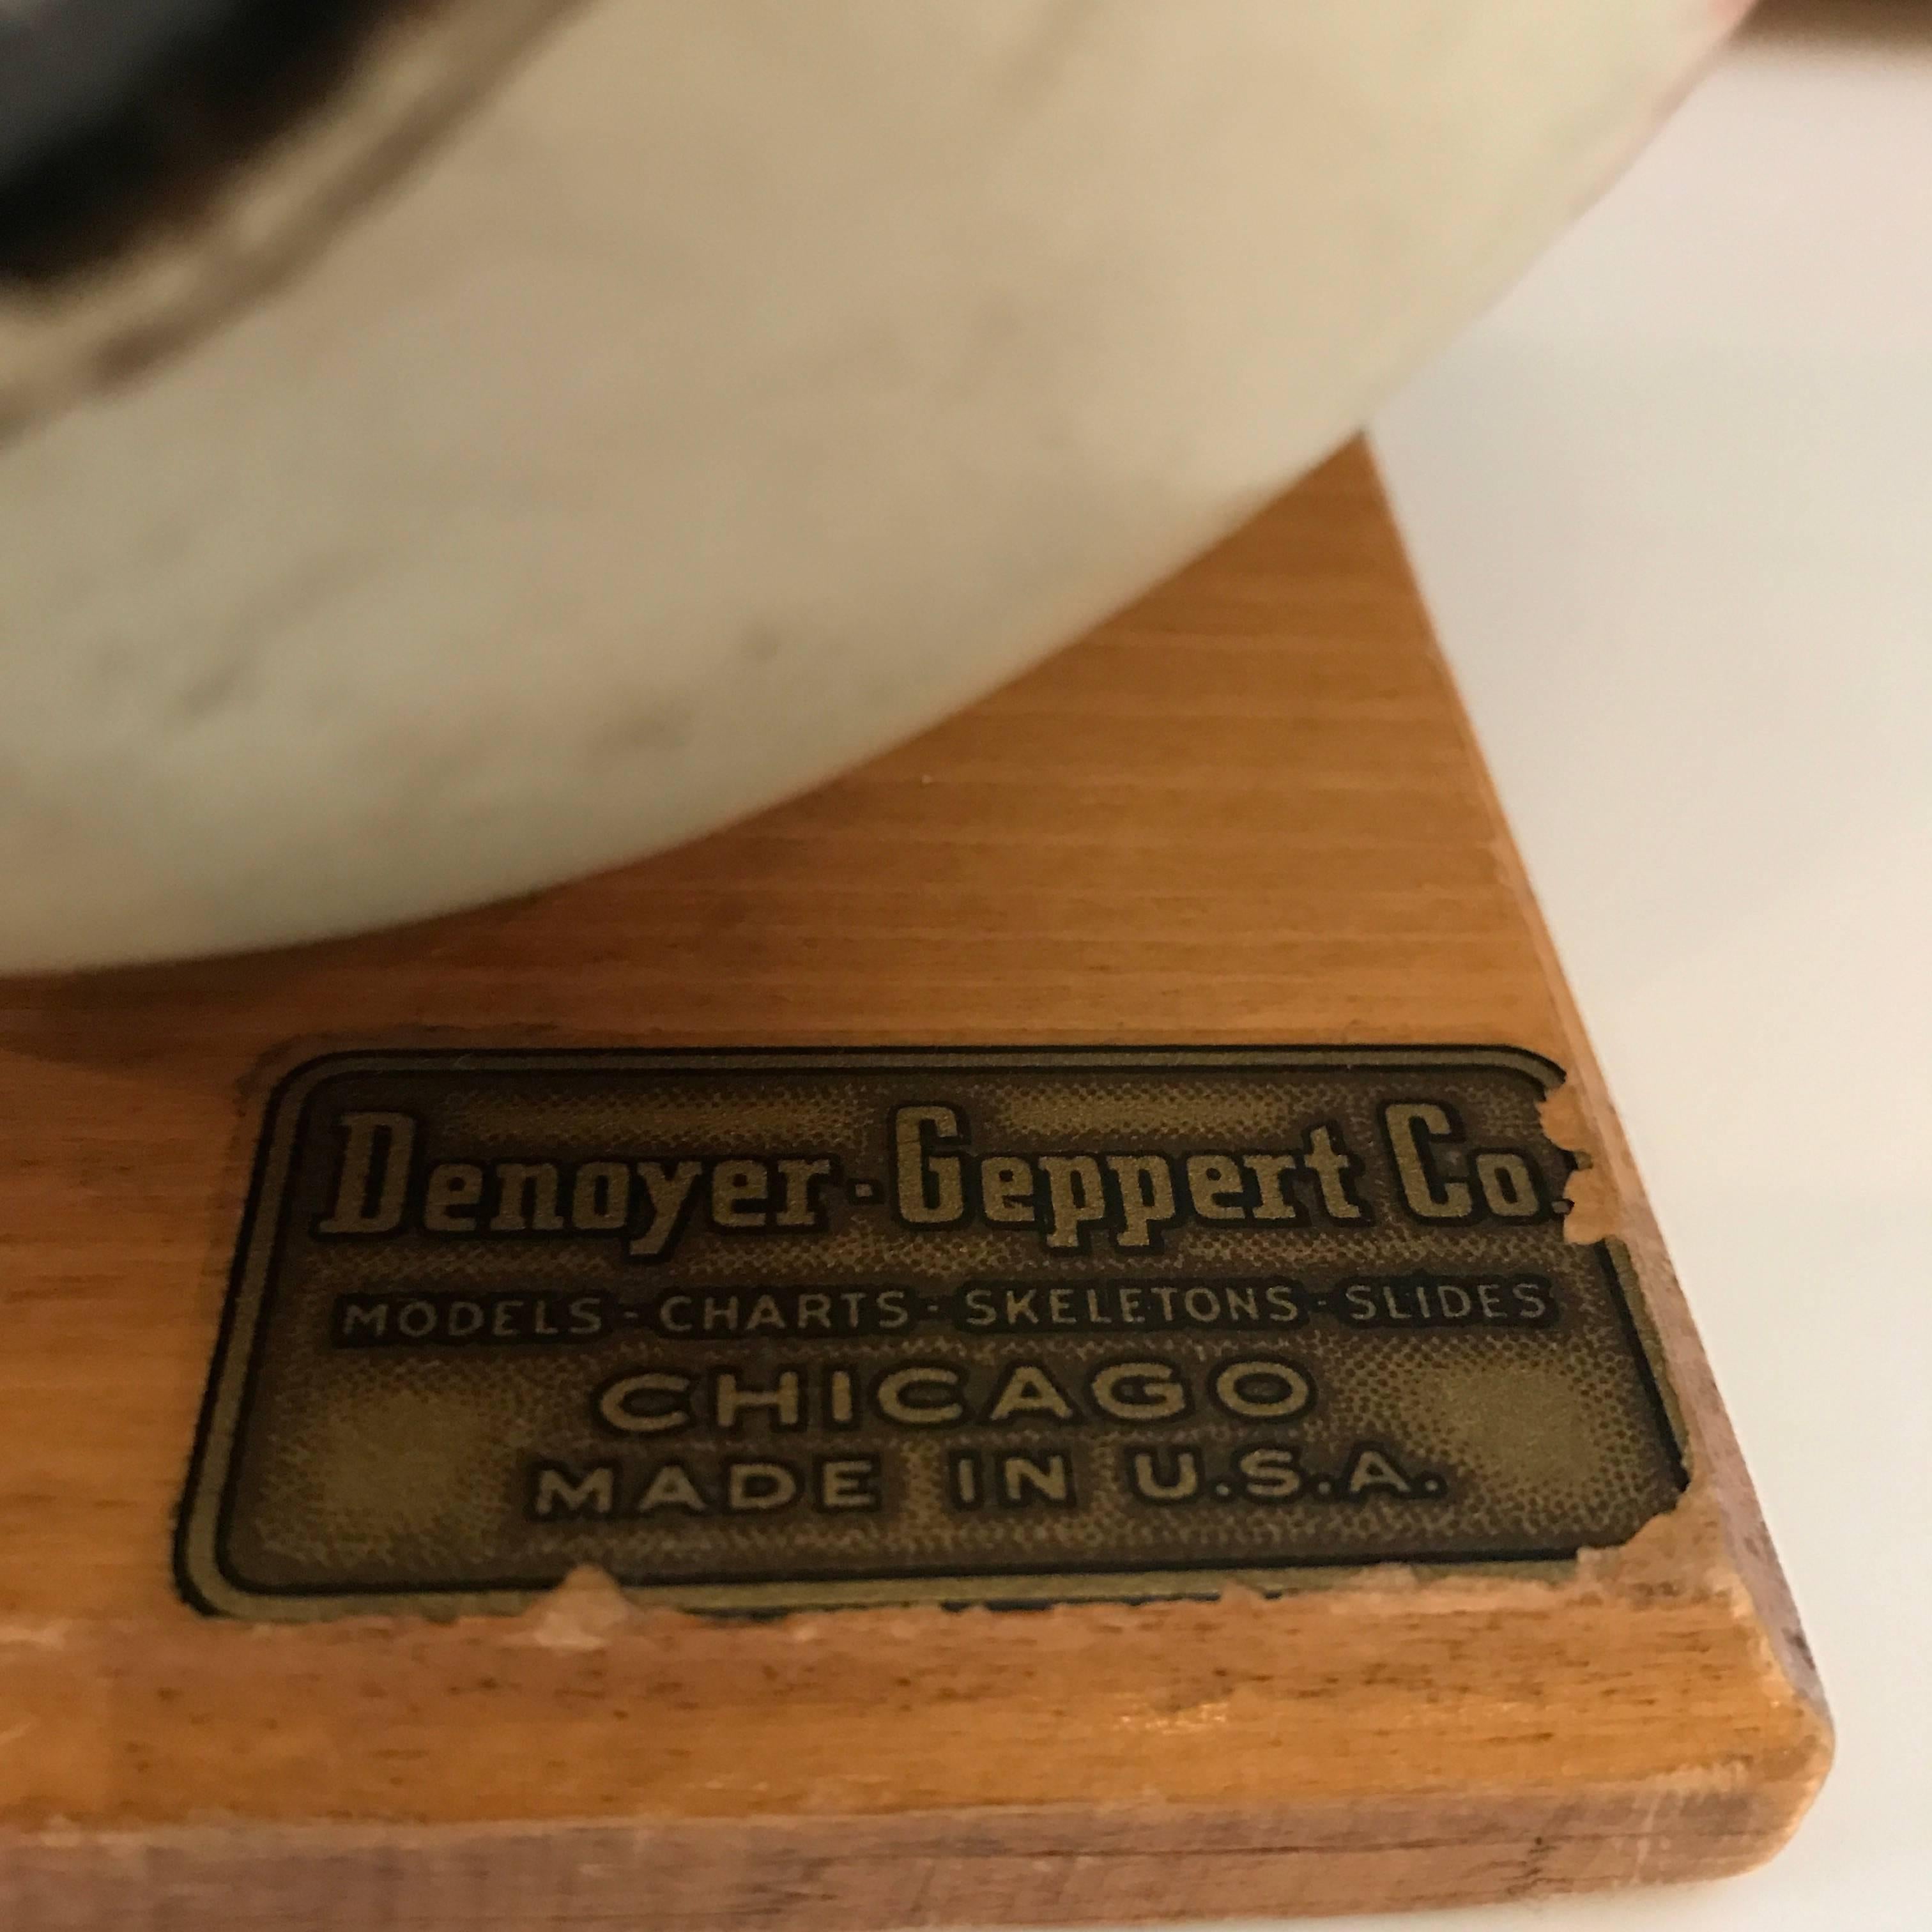 Denoyer-Geppert Co.
MODELS - CHARTS - SKELETONS - SLIDES
CHICAGO
MADE IN U.S.A.